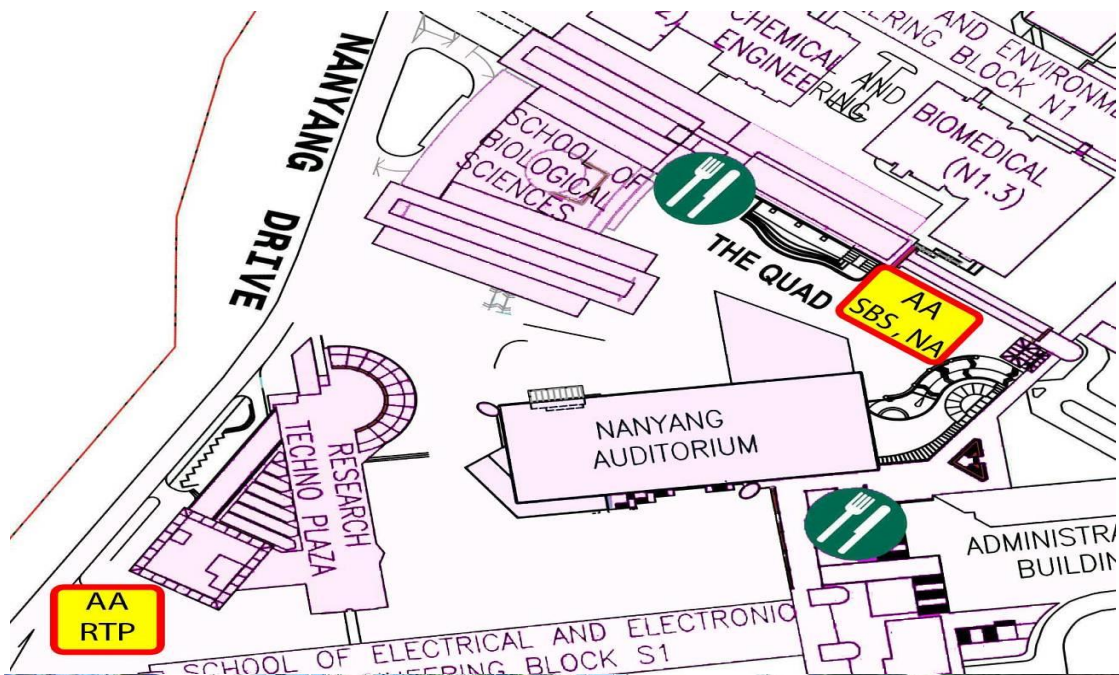 NANYANG DRIVE
2)
CHEMICAL AND
ENGINEERING
AND ENVIRONME
ERING BLOCK N1
BIOMEDICAL
(N1.3)
SCHOOL OF
BIOLOGICAL
SCIENCES
THE QUAD
AA
SBS, NA
NANYANG
AUDITORIUM
RESEARCH
TECHNO PLAZA
ADMINISTRA
BUILDIN
AA
RTP
SCHOOL OF ELECTRICAL AND ELECTRONIC
NEERING BLOCK S1